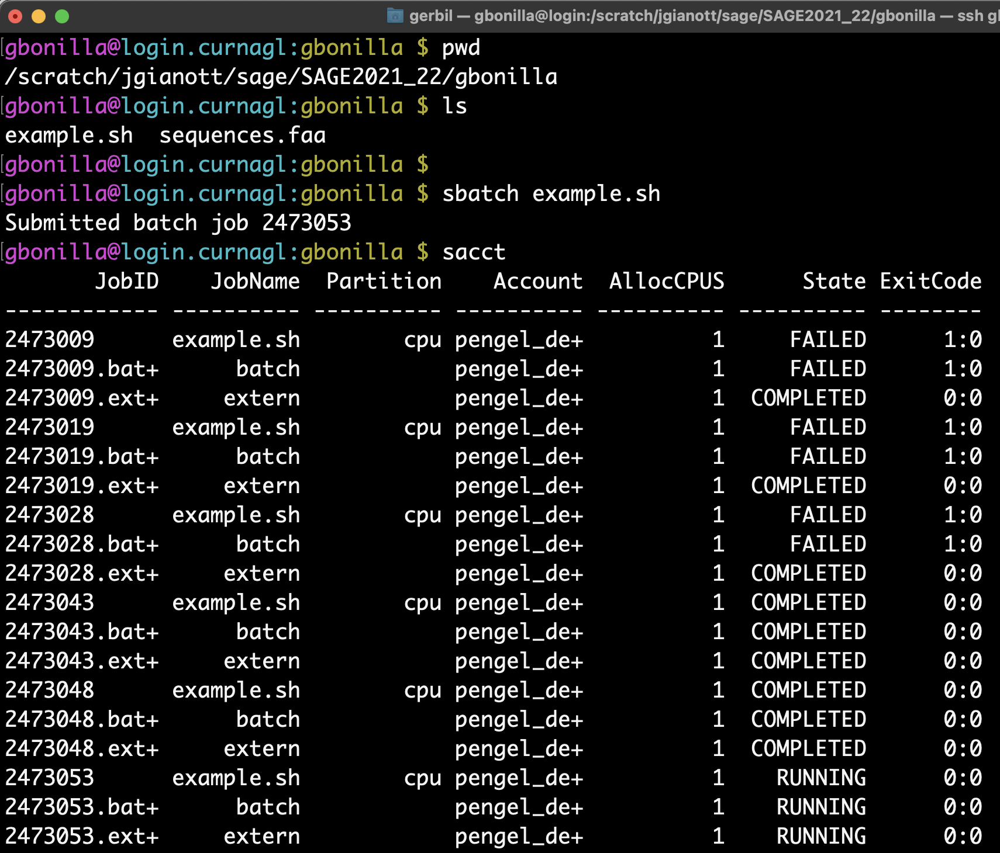 gerbil — gbonilla@login:/scratch/jgianott/sage/SAGE2021_22/gbonilla — ssh
gbonilla@login.curnagl:gbonilla $ pwd
/scratch/jgianott/sage/SAGE2021_22/gbonilla
gbonilla@login.curnagl:gbonilla $ ls
example.sh  sequences.faa
gbonilla@login.curnagl:gbonilla $
gbonilla@login.curnagl:gbonilla $ sbatch example.sh
Submitted batch job 2473053
gbonilla@login.curnagl:gbonilla $ sacct
       JobID    JobName  Partition    Account  AllocCPUS      State ExitCode
------------ ---------- ---------- ---------- ---------- ---------- --------
2473009      example.sh        cpu pengel_de+          1     FAILED      1:0
2473009.bat+      batch            pengel_de+          1     FAILED      1:0
2473009.ext+     extern            pengel_de+          1  COMPLETED      0:0
2473019      example.sh        cpu pengel_de+          1     FAILED      1:0
2473019.bat+      batch            pengel_de+          1     FAILED      1:0
2473019.ext+     extern            pengel_de+          1  COMPLETED      0:0
2473028      example.sh        cpu pengel_de+          1     FAILED      1:0
2473028.bat+      batch            pengel_de+          1     FAILED      1:0
2473028.ext+     extern            pengel_de+          1  COMPLETED      0:0
2473043      example.sh        cpu pengel_de+          1  COMPLETED      0:0
2473043.bat+      batch            pengel_de+          1  COMPLETED      0:0
2473043.ext+     extern            pengel_de+          1  COMPLETED      0:0
2473048      example.sh        cpu pengel_de+          1  COMPLETED      0:0
2473048.bat+      batch            pengel_de+          1  COMPLETED      0:0
2473048.ext+     extern            pengel_de+          1  COMPLETED      0:0
2473053      example.sh        cpu pengel_de+          1    RUNNING      0:0
2473053.bat+      batch            pengel_de+          1    RUNNING      0:0
2473053.ext+     extern            pengel_de+          1    RUNNING      0:0